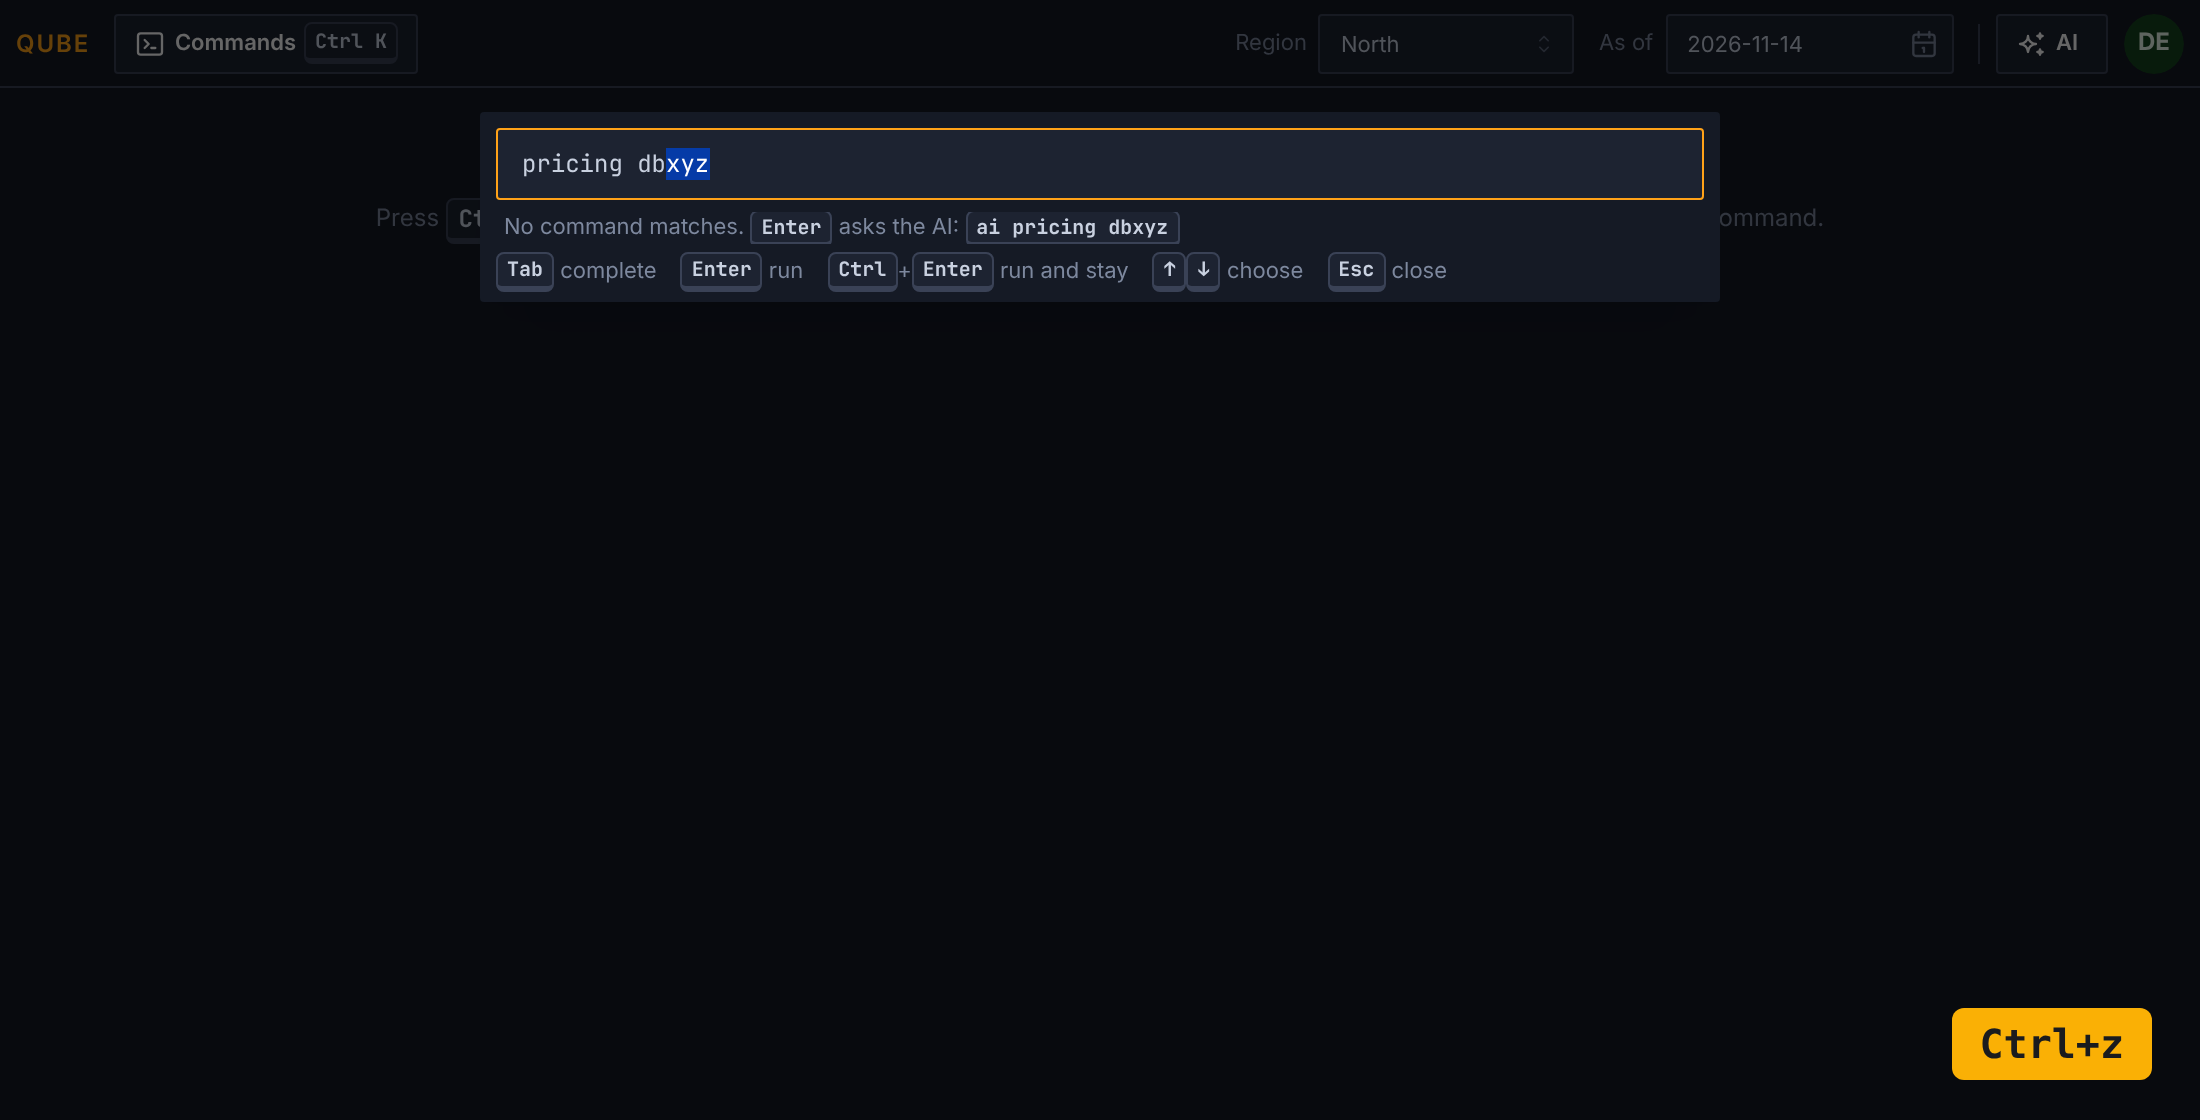 QUBE Commands Ctrl K Region North As of 2026-11-14 AI DE
pricing dbxyz
Press Ct ommand.
No command matches. Enter asks the AI: ai pricing dbxyz
Tab complete Enter run Ctrl+Enter run and stay ↑ ↓ choose Esc close
Ctrl+z